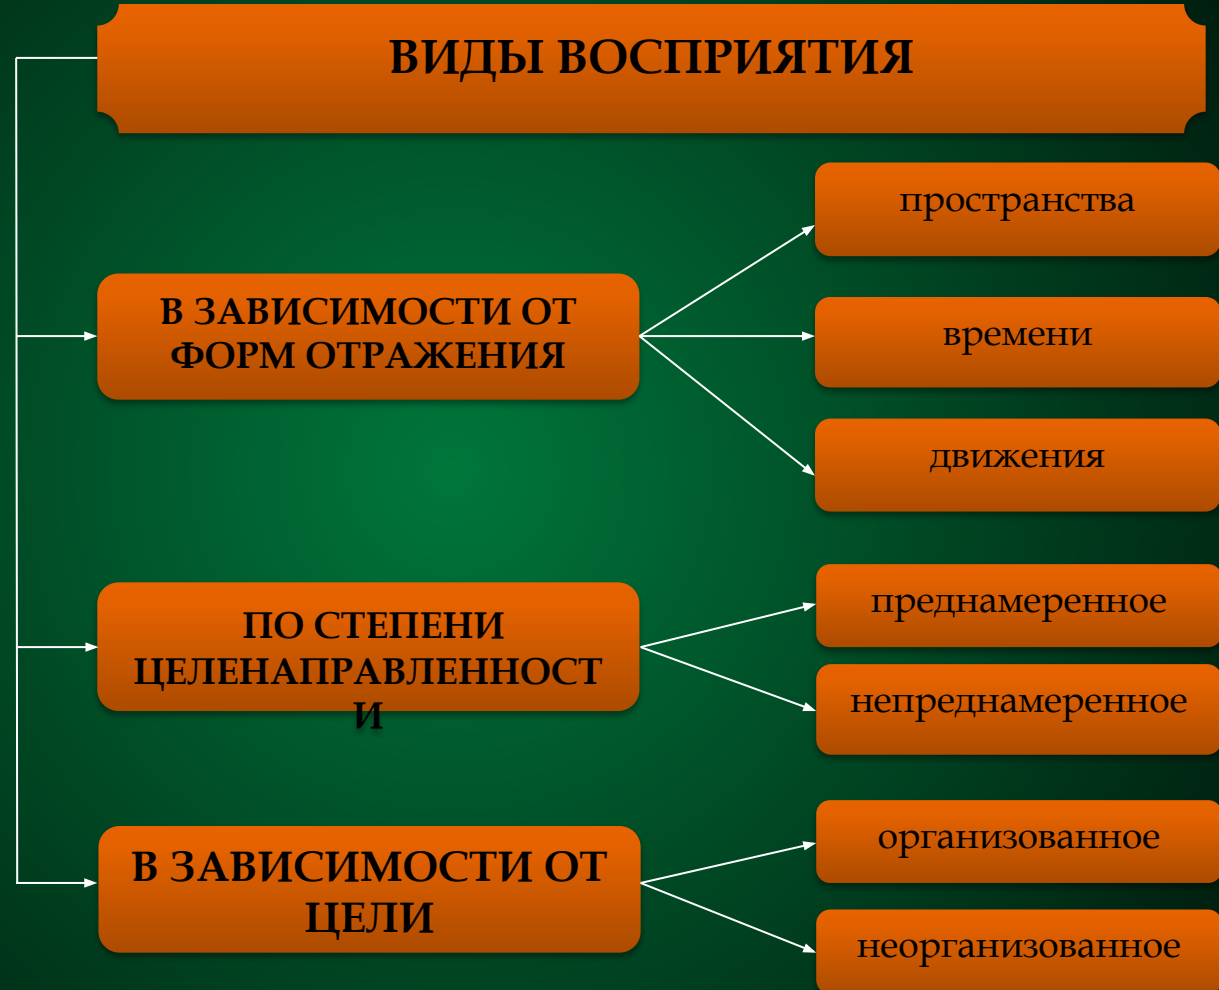 ВИДЫ ВОСПРИЯТИЯ
В ЗАВИСИМОСТИ ОТ
ФОРМ ОТРАЖЕНИЯ
пространства
времени
движения
ПО СТЕПЕНИ
ЦЕЛЕНАПРАВЛЕННОСТ
И
преднамеренное
непреднамеренное
В ЗАВИСИМОСТИ ОТ
ЦЕЛИ
организованное
неорганизованное